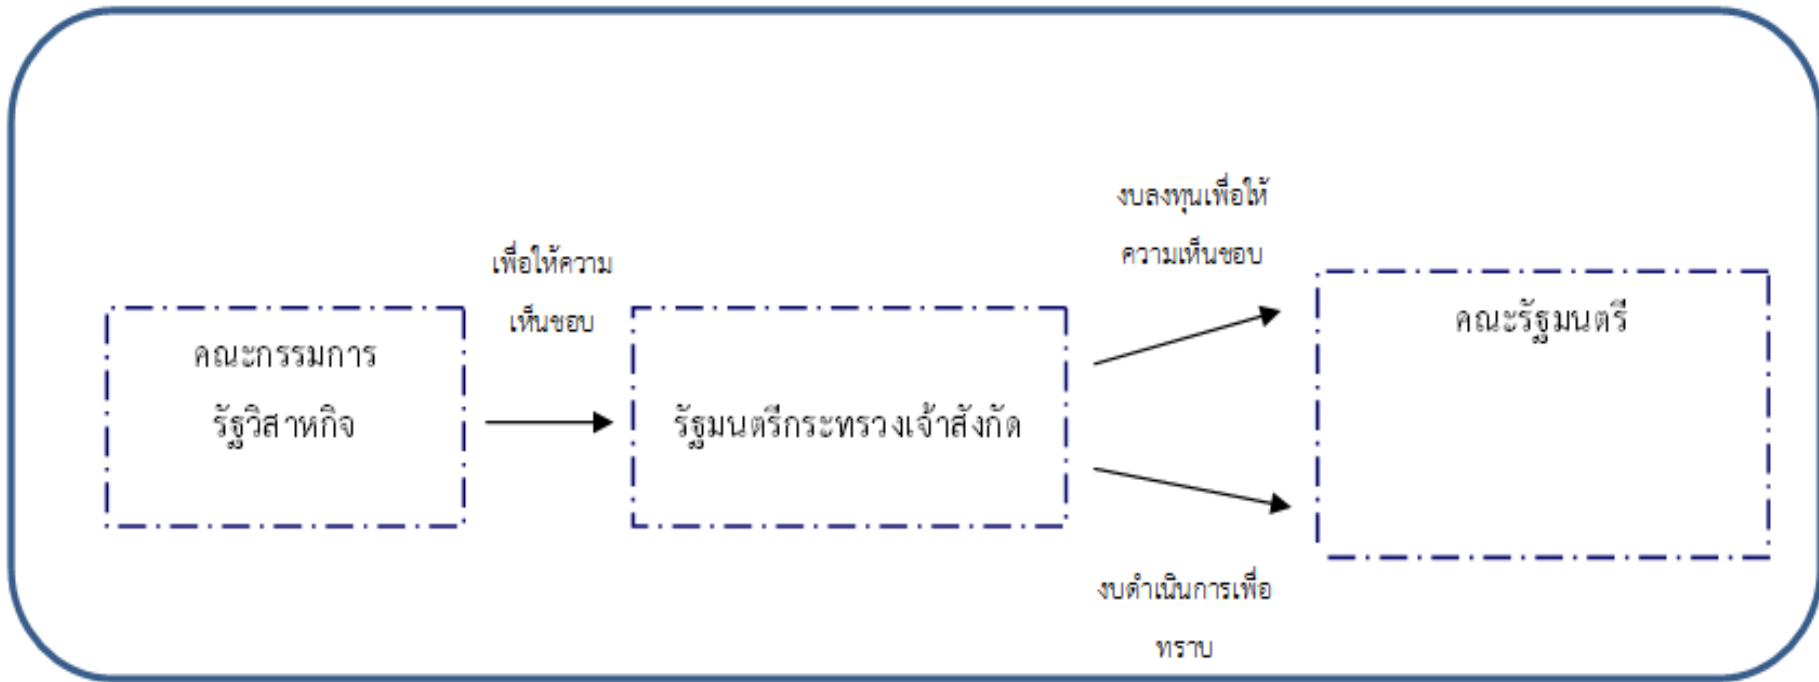 คณะกรรมการ
รัฐวิสาหกิจ
เพื่อให้ความ
เห็นชอบ
รัฐมนตรีกระทรวงเจ้าสังกัด
งบลงทุนเพื่อให้
ความเห็นชอบ
คณะรัฐมนตรี
งบดำเนินการเพื่อ
ทราบ